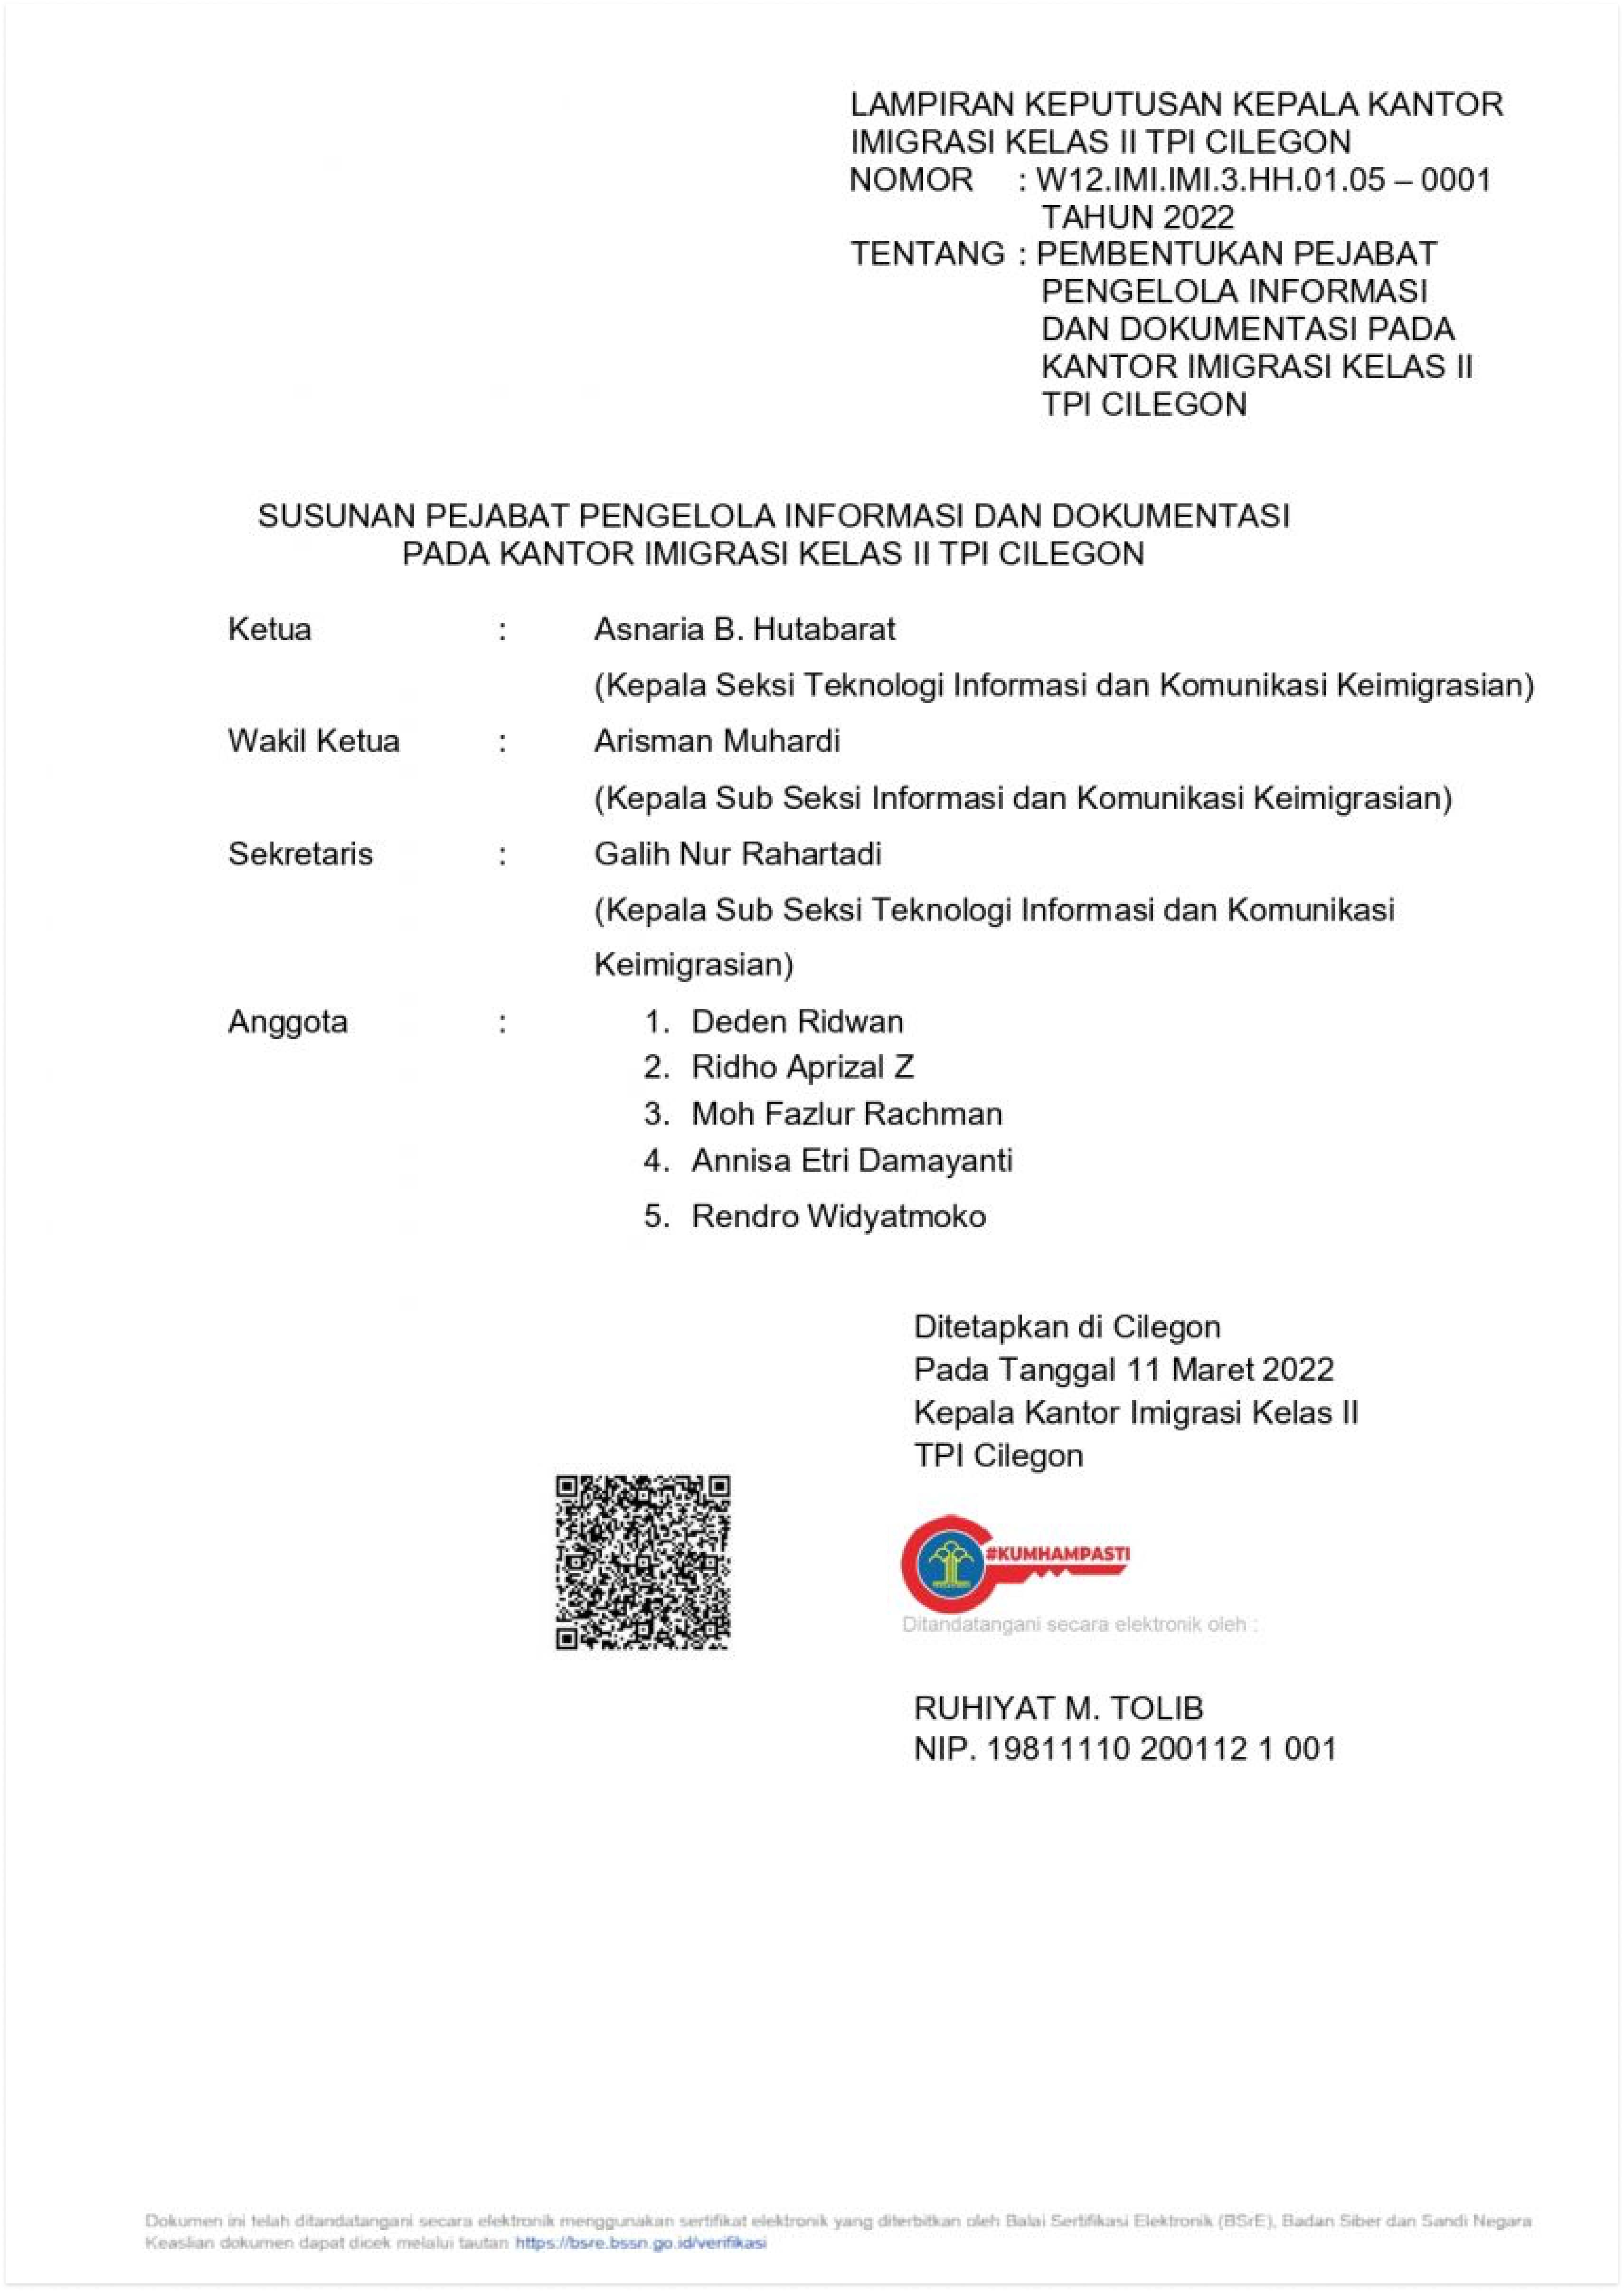 LAMPIRAN KEPUTUSAN KEPALA KANTOR
IMIGRASI KELAS II TPI CILEGON
NOMOR : W12.IMI.IMI.3.HH.01.05 – 0001
TAHUN 2022
TENTANG : PEMBENTUKAN PEJABAT
PENGELOLA INFORMASI
DAN DOKUMENTASI PADA
KANTOR IMIGRASI KELAS II
TPI CILEGON
SUSUNAN PEJABAT PENGELOLA INFORMASI DAN DOKUMENTASI
PADA KANTOR IMIGRASI KELAS II TPI CILEGON
Ketua : Asnaria B. Hutabarat
(Kepala Seksi Teknologi Informasi dan Komunikasi Keimigrasian)
Wakil Ketua : Arisman Muhardi
(Kepala Sub Seksi Informasi dan Komunikasi Keimigrasian)
Sekretaris : Galih Nur Rahartadi
(Kepala Sub Seksi Teknologi Informasi dan Komunikasi
Keimigrasian)
Anggota : 1. Deden Ridwan
2. Ridho Aprizal Z
3. Moh Fazlur Rachman
4. Annisa Etri Damayanti
5. Rendro Widyatmoko
Ditetapkan di Cilegon
Pada Tanggal 11 Maret 2022
Kepala Kantor Imigrasi Kelas II
TPI Cilegon
#KUMHAMPASTI
Ditandatangani secara elektronik oleh :
RUHIYAT M. TOLIB
NIP. 19811110 200112 1 001
Dokumen ini telah ditandatangani secara elektronik menggunakan sertifikat elektronik yang diterbitkan oleh Balai Sertifikasi Elektronik (BSrE), Badan Siber dan Sandi Negara
Keaslian dokumen dapat dicek melalui tautan https://bsre.bssn.go.id/verifikasi